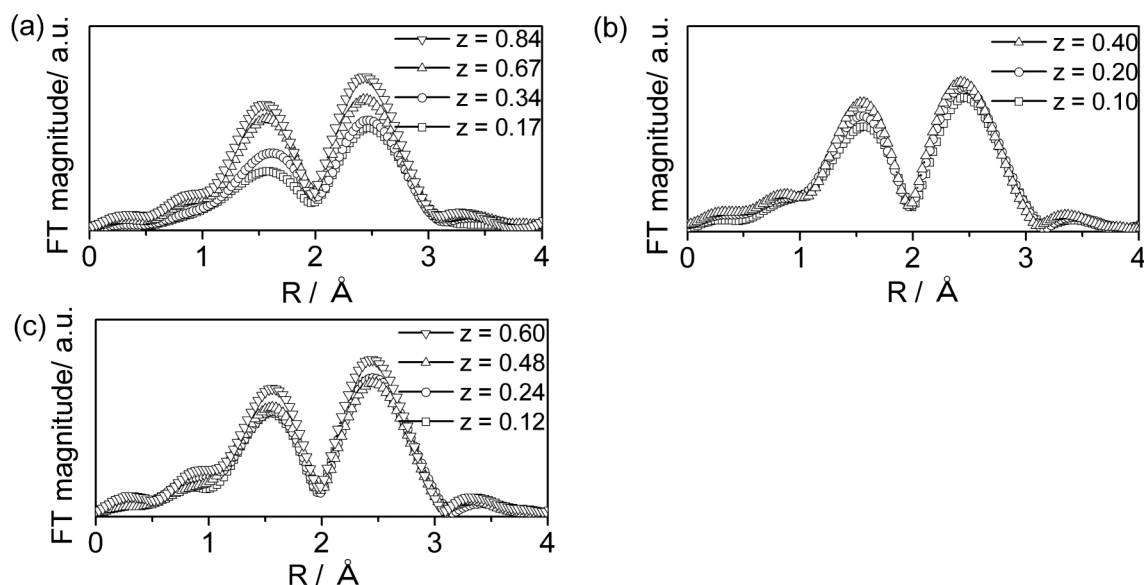 (a)
FT magnitude/ a.u.
z = 0.84
z = 0.67
z = 0.34
z = 0.17
0 1 2 3 4
R / Å
(b)
FT magnitude/ a.u.
z = 0.40
z = 0.20
z = 0.10
0 1 2 3 4
R / Å
(c)
FT magnitude/ a.u.
z = 0.60
z = 0.48
z = 0.24
z = 0.12
0 1 2 3 4
R / Å